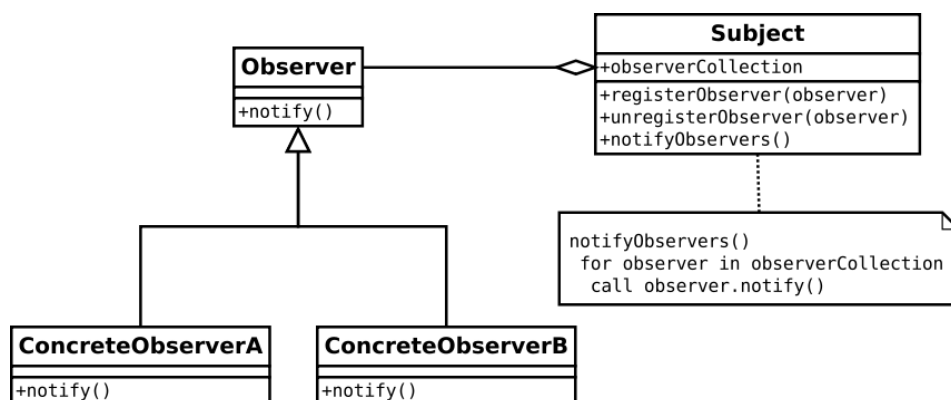 Observer
+notify()
Subject
+observerCollection
+registerObserver(observer)
+unregisterObserver(observer)
+notifyObservers()
notifyObservers()
for observer in observerCollection
call observer.notify()
ConcreteObserverA
+notify()
ConcreteObserverB
+notify()